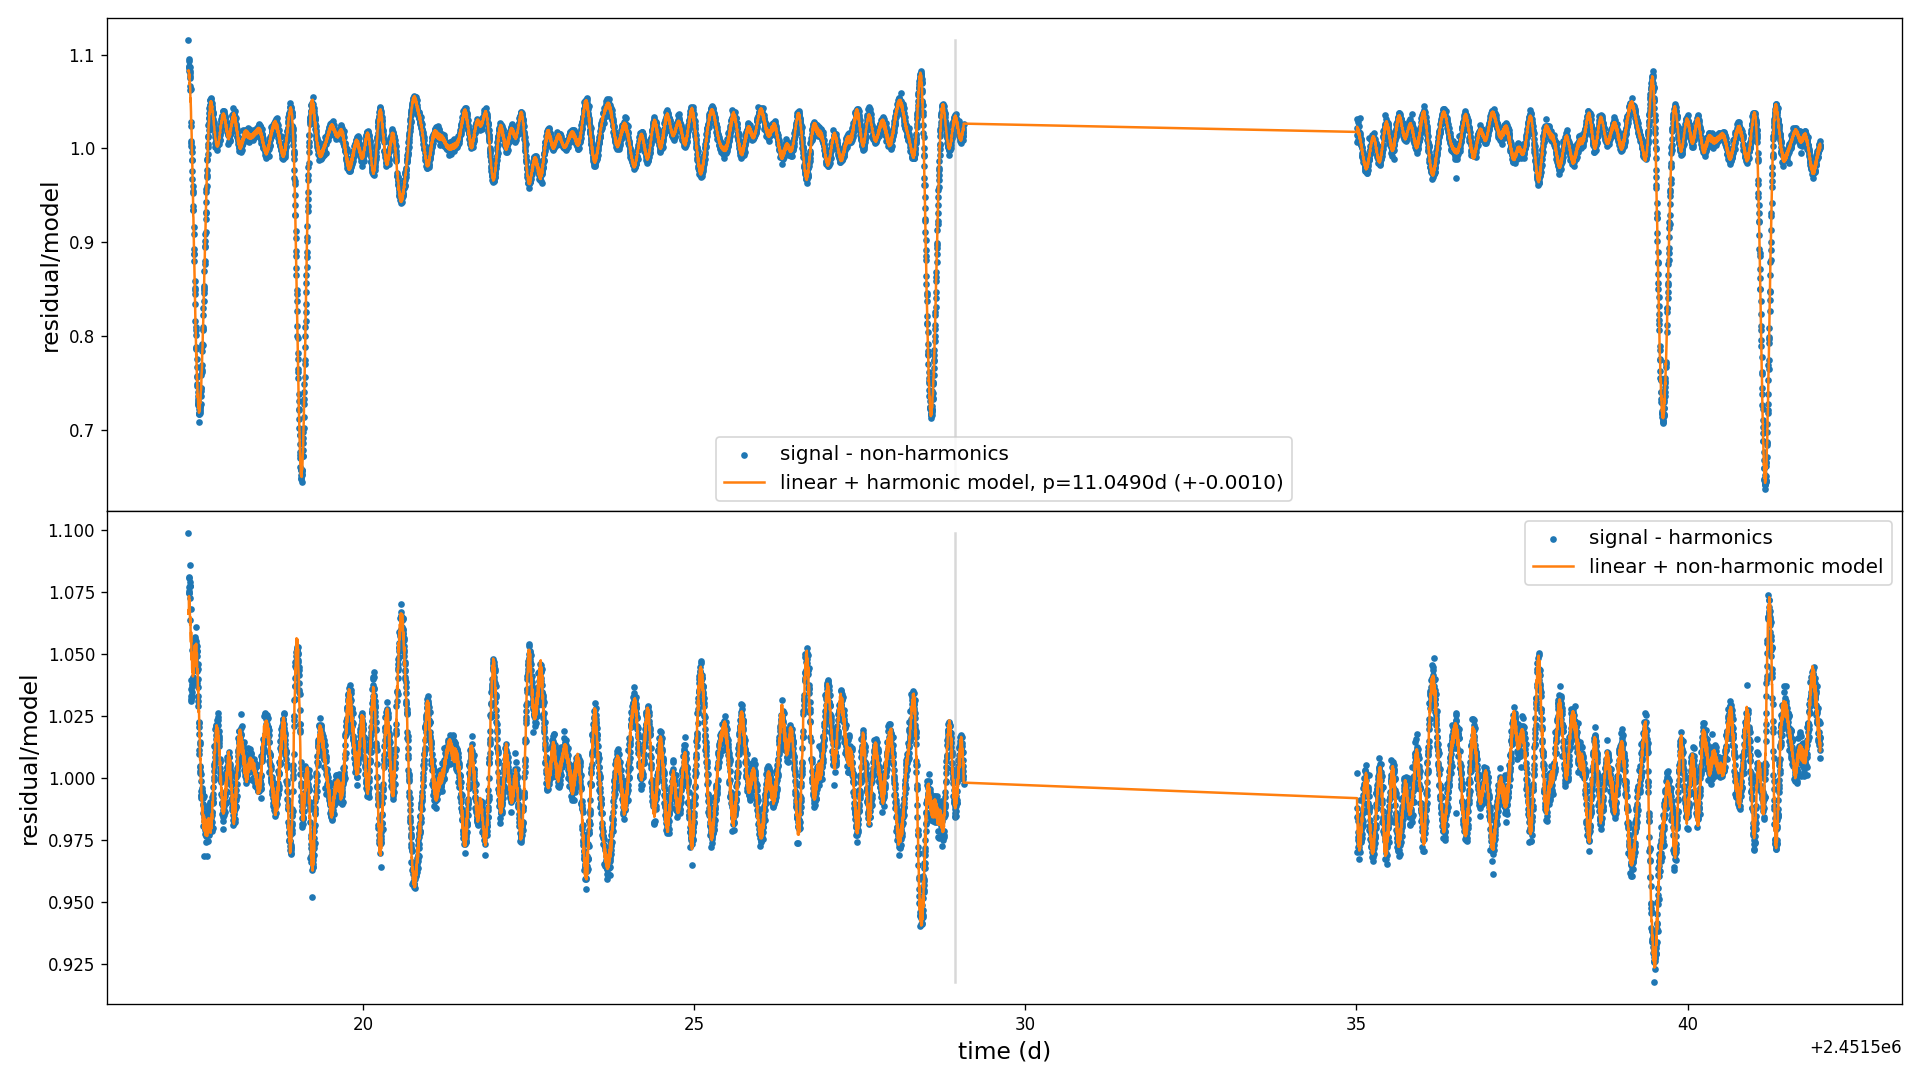 residual/model
1.1
1.0
0.9
0.8
0.7
signal - non-harmonics
linear + harmonic model, p=11.0490d (+-0.0010)
residual/model
1.100
1.075
1.050
1.025
1.000
0.975
0.950
0.925
signal - harmonics
linear + non-harmonic model
20 25 30 35 40
time (d)
+2.4515e6